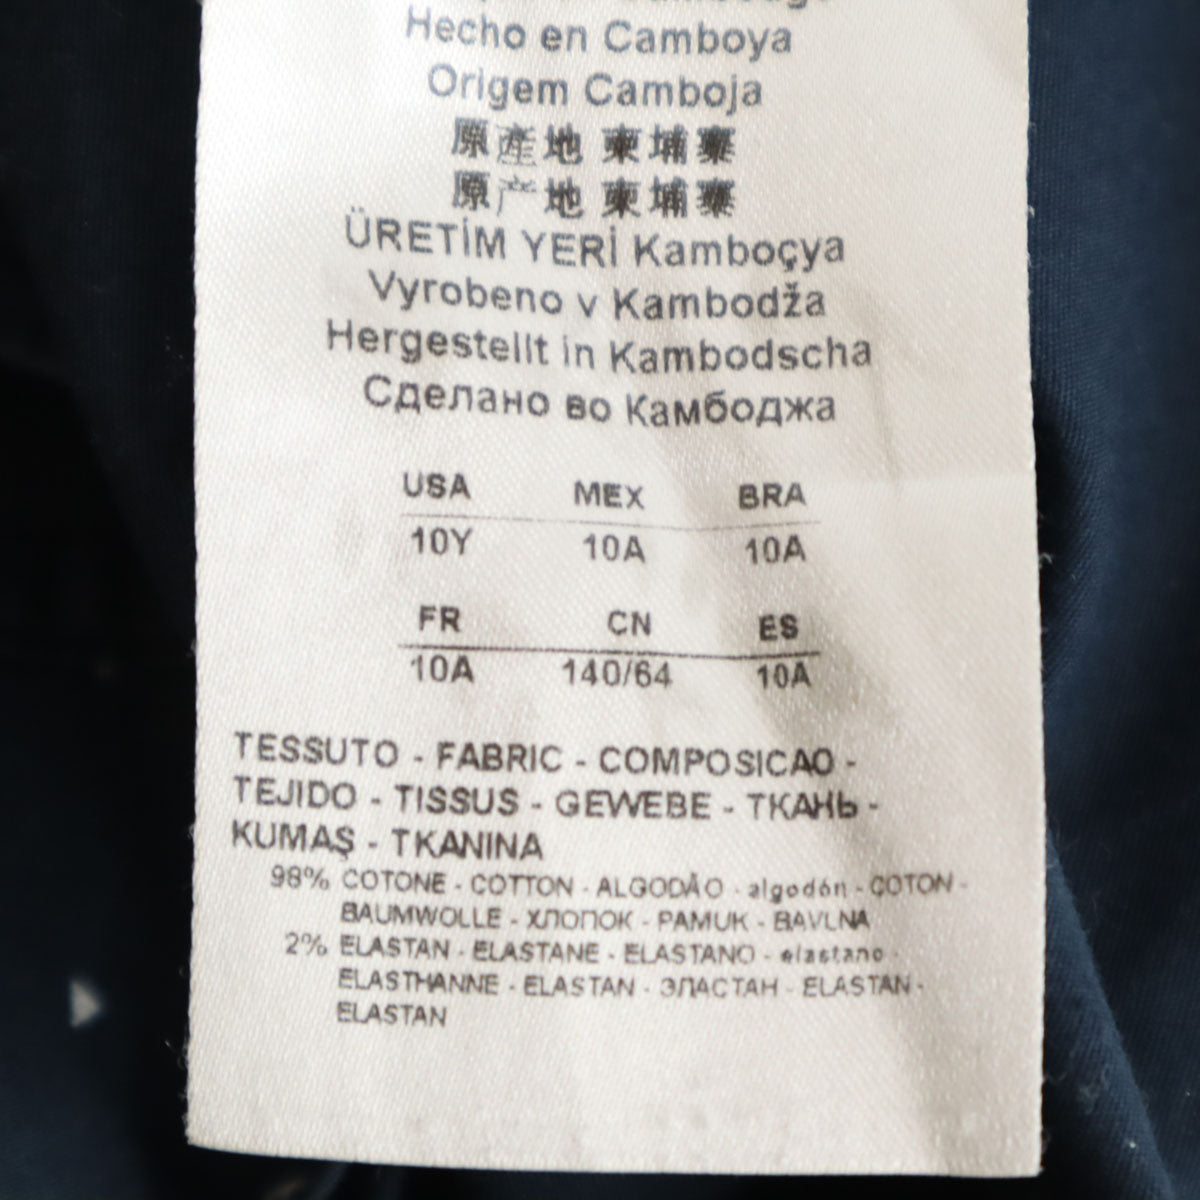 Hecho en Camboya
Origem Camboja
原產地 柬埔寨
原产地 柬埔寨
ÜRETİM YERİ Kamboçya
Vyrobeno v Kambodža
Hergestellt in Kambodscha
Сделано во Камбоджа
USA MEX BRA
10Y 10A 10A
FR CN ES
10A 140/64 10A
TESSUTO - FABRIC - COMPOSICAO -
TEJIDO - TISSUS - GEWEBE - ТКАНЬ -
KUMAŞ - TKANINA
98% COTONE - COTTON - ALGODÃO - algodón - COTON -
BAUMWOLLE - ХЛОПОК - PAMUK - BAVLNA
2% ELASTAN - ELASTANE - ELASTANO - elastano -
ELASTHANNE - ELASTAN - ЭЛАСТАН - ELASTAN -
ELASTAN